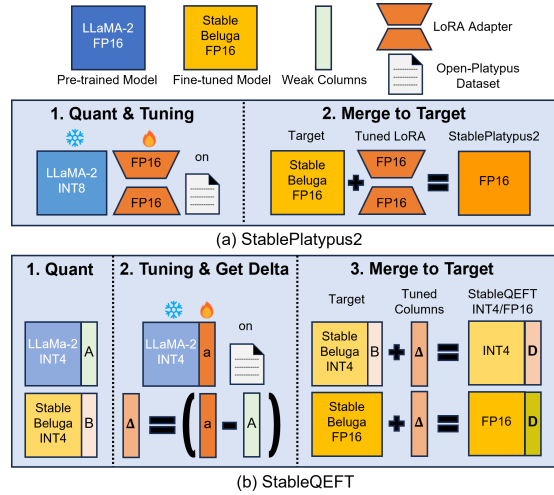 LLaMA-2
FP16
Pre-trained Model
Stable
Beluga
FP16
Fine-tuned Model
Weak Columns
LoRA Adapter
Open-Platypus
Dataset
1. Quant & Tuning
LLaMA-2
INT8
FP16
FP16
on
2. Merge to Target
Target
Tuned LoRA
StablePlatypus2
Stable
Beluga
FP16
FP16
FP16
FP16
(a) StablePlatypus2
1. Quant
LLaMa-2
INT4
A
Stable
Beluga
INT4
B
2. Tuning & Get Delta
LLaMa-2
INT4
a
on
Δ = ( a - A )
3. Merge to Target
Target
Tuned
Columns
StableQEFT
INT4/FP16
Stable
Beluga
INT4
B
+ Δ =
INT4
D
Stable
Beluga
FP16
+ Δ =
FP16
D
(b) StableQEFT